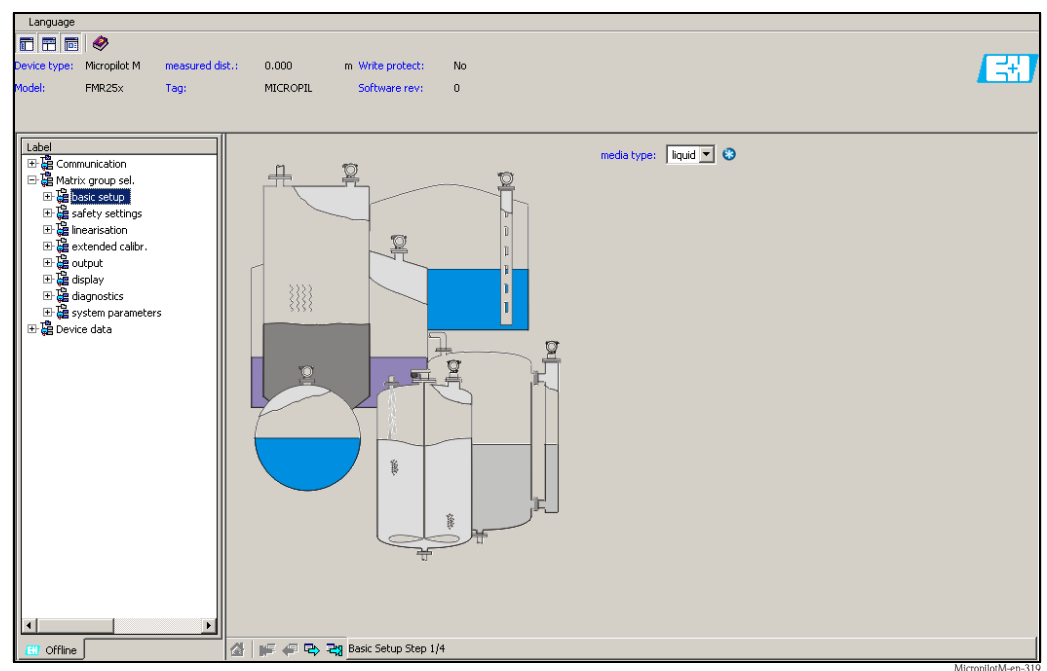 Language
Device type: Micropilot M measured dist.: 0.000 m Write protect: No
Model: FMR25x Tag: MICROPIL Software rev: 0
E+H
Label
Communication
Matrix group sel.
basic setup
safety settings
linearisation
extended calibr.
output
display
diagnostics
system parameters
Device data
media type: liquid
Offline
Basic Setup Step 1/4
MicropilotM-en-319